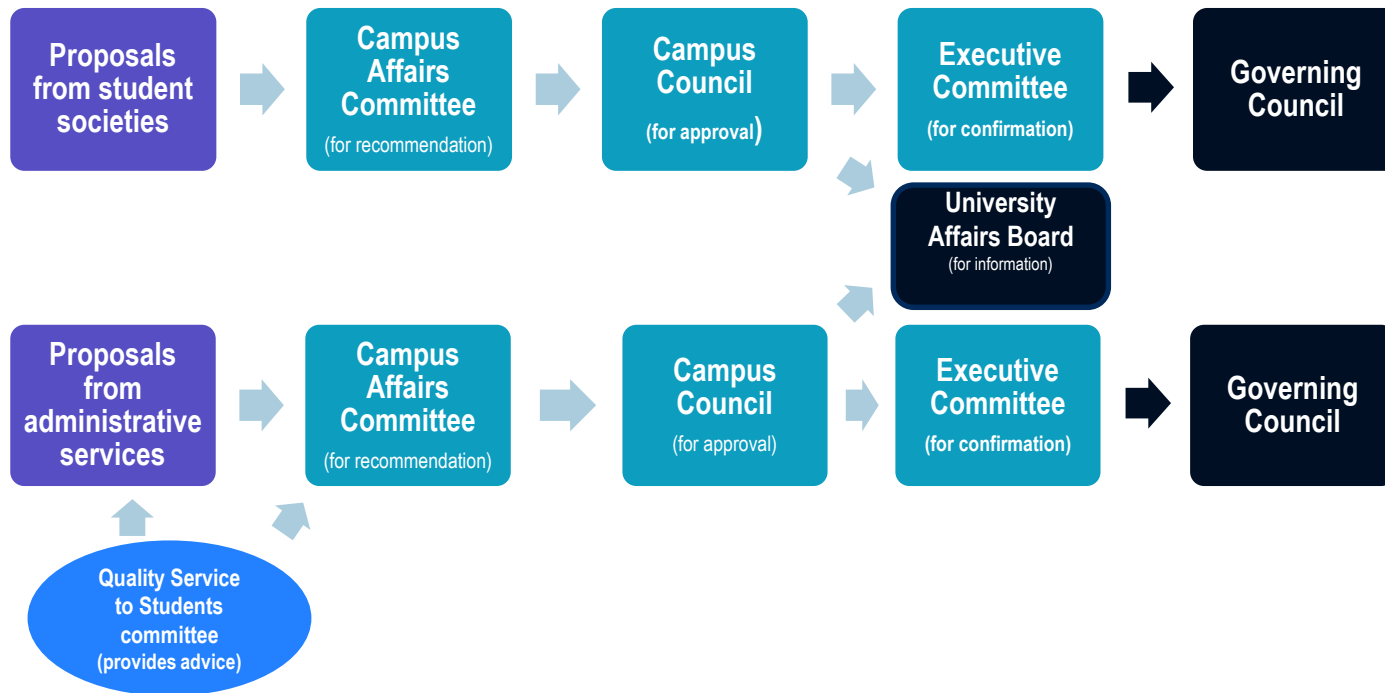 Proposals
from student
societies
Campus
Affairs
Committee
(for recommendation)
Campus
Council
(for approval)
Executive
Committee
(for confirmation)
Governing
Council
University
Affairs Board
(for information)
Proposals
from
administrative
services
Campus
Affairs
Committee
(for recommendation)
Campus
Council
(for approval)
Executive
Committee
(for confirmation)
Governing
Council
Quality Service
to Students
committee
(provides advice)